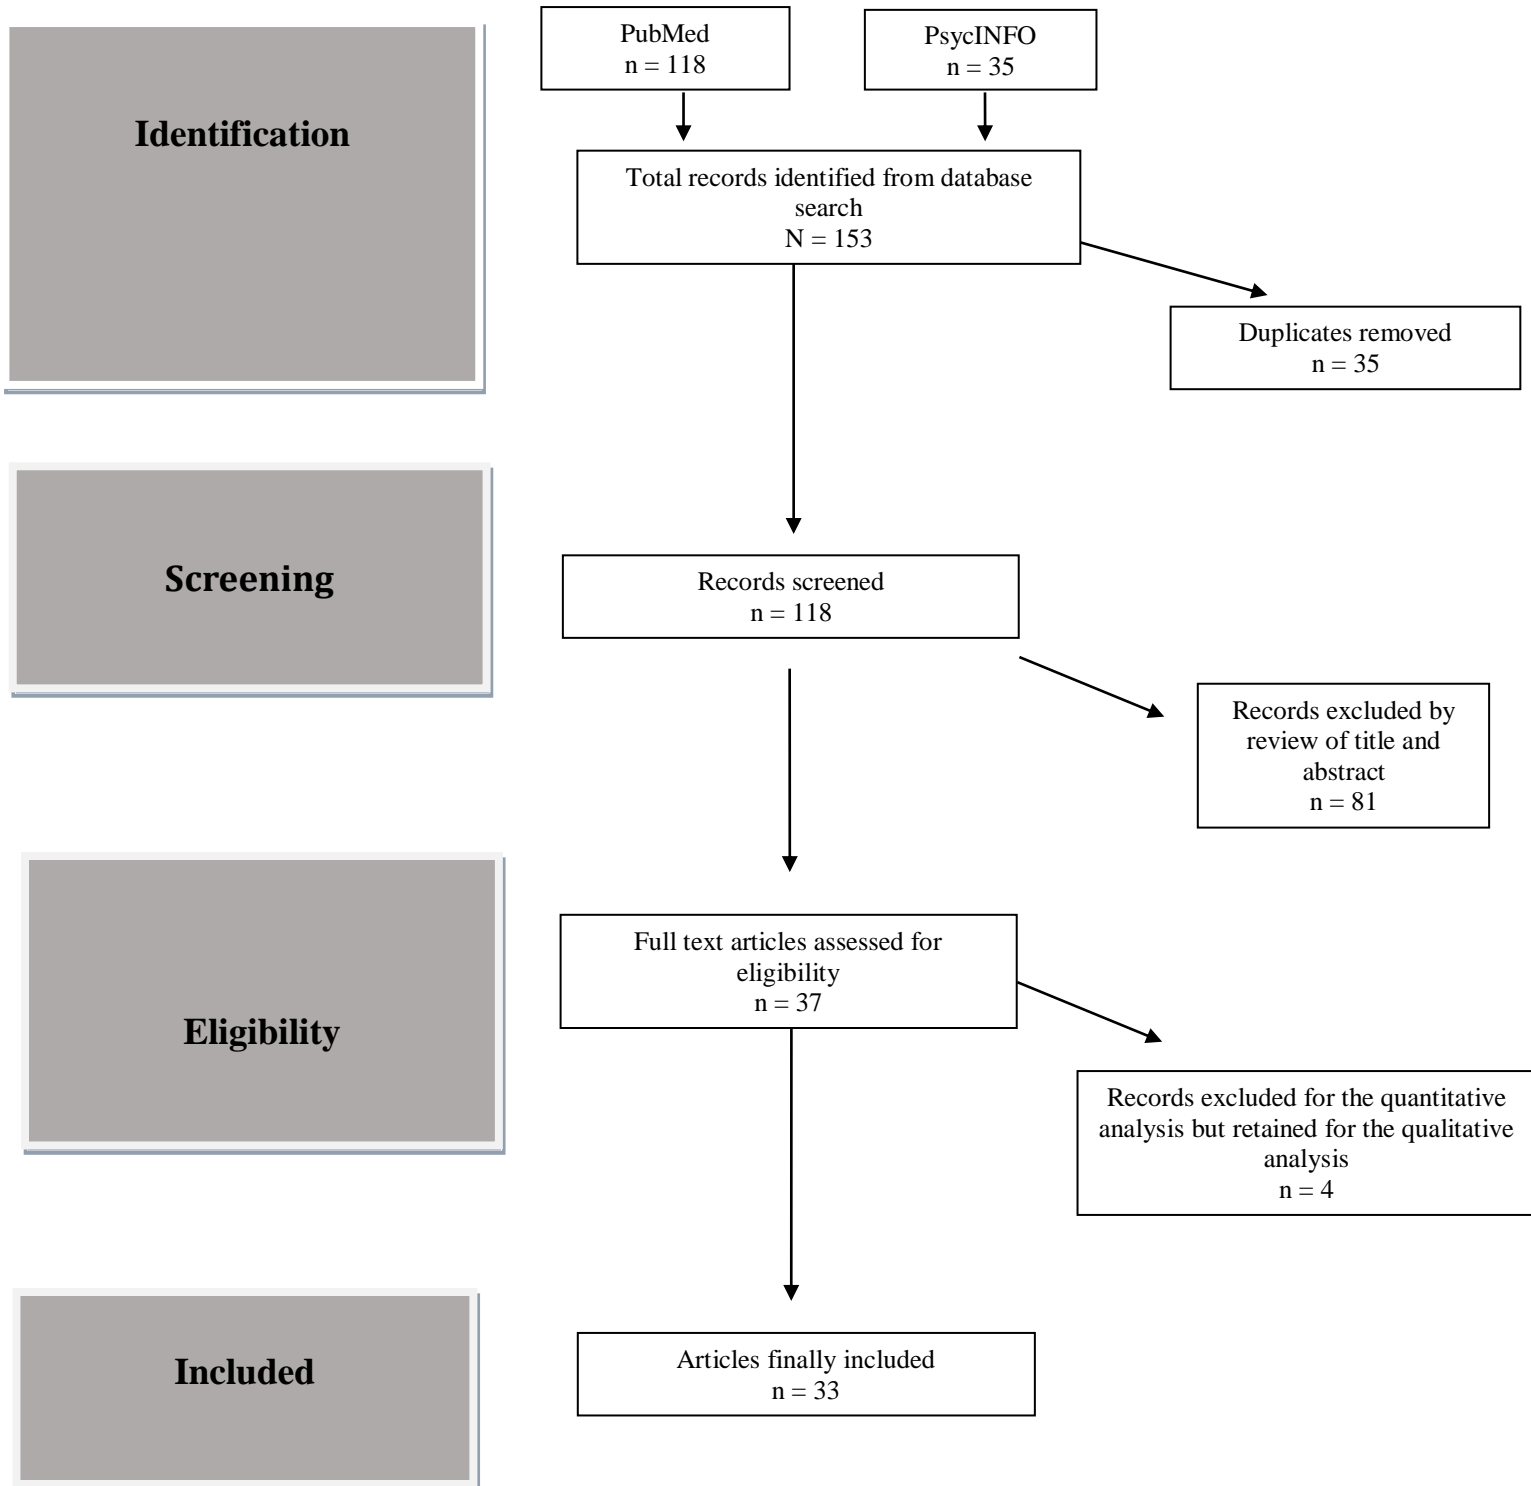 PubMed
n = 118
PsycINFO
n = 35
Identification
Total records identified from database
search
N = 153
Duplicates removed
n = 35
Screening
Records screened
n = 118
Records excluded by
review of title and
abstract
n = 81
Eligibility
Full text articles assessed for
eligibility
n = 37
Records excluded for the quantitative
analysis but retained for the qualitative
analysis
n = 4
Included
Articles finally included
n = 33